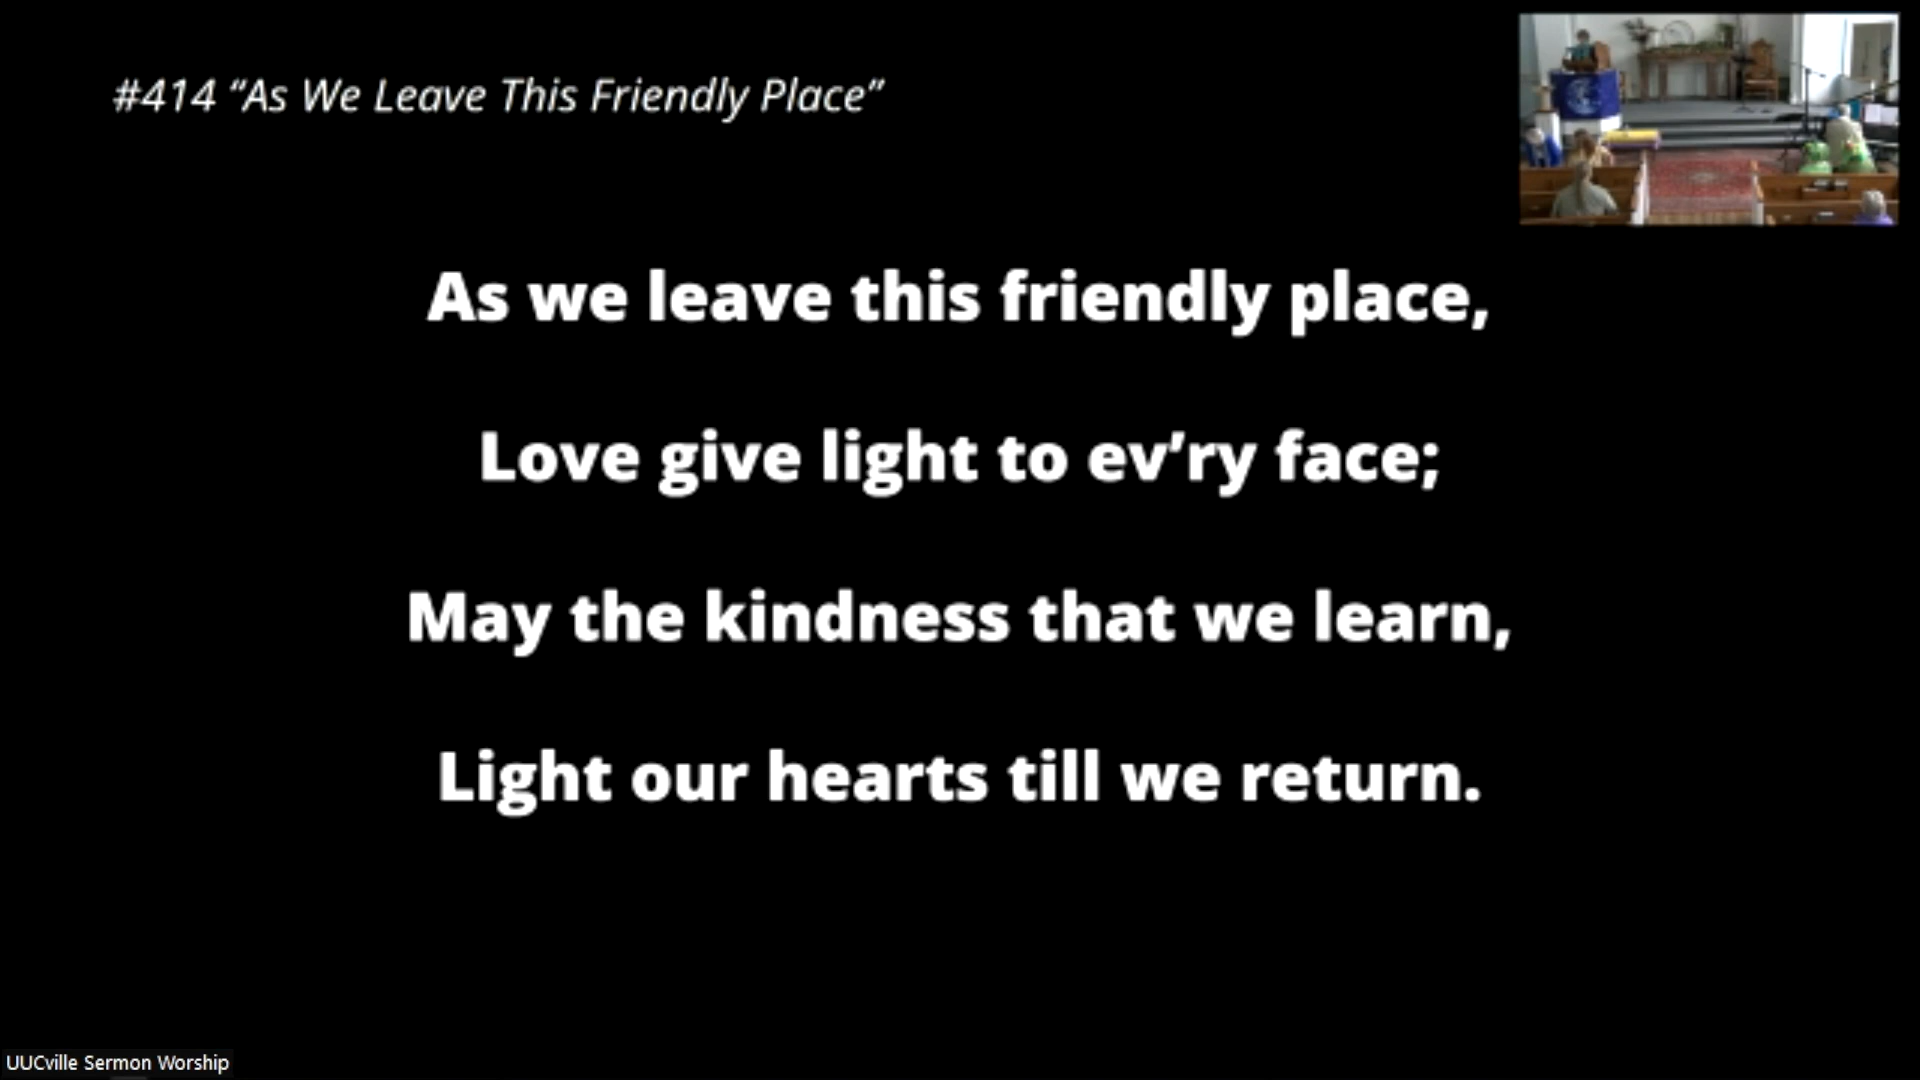 #414 “As We Leave This Friendly Place”
As we leave this friendly place,
Love give light to ev’ry face;
May the kindness that we learn,
Light our hearts till we return.
UUCville Sermon Worship